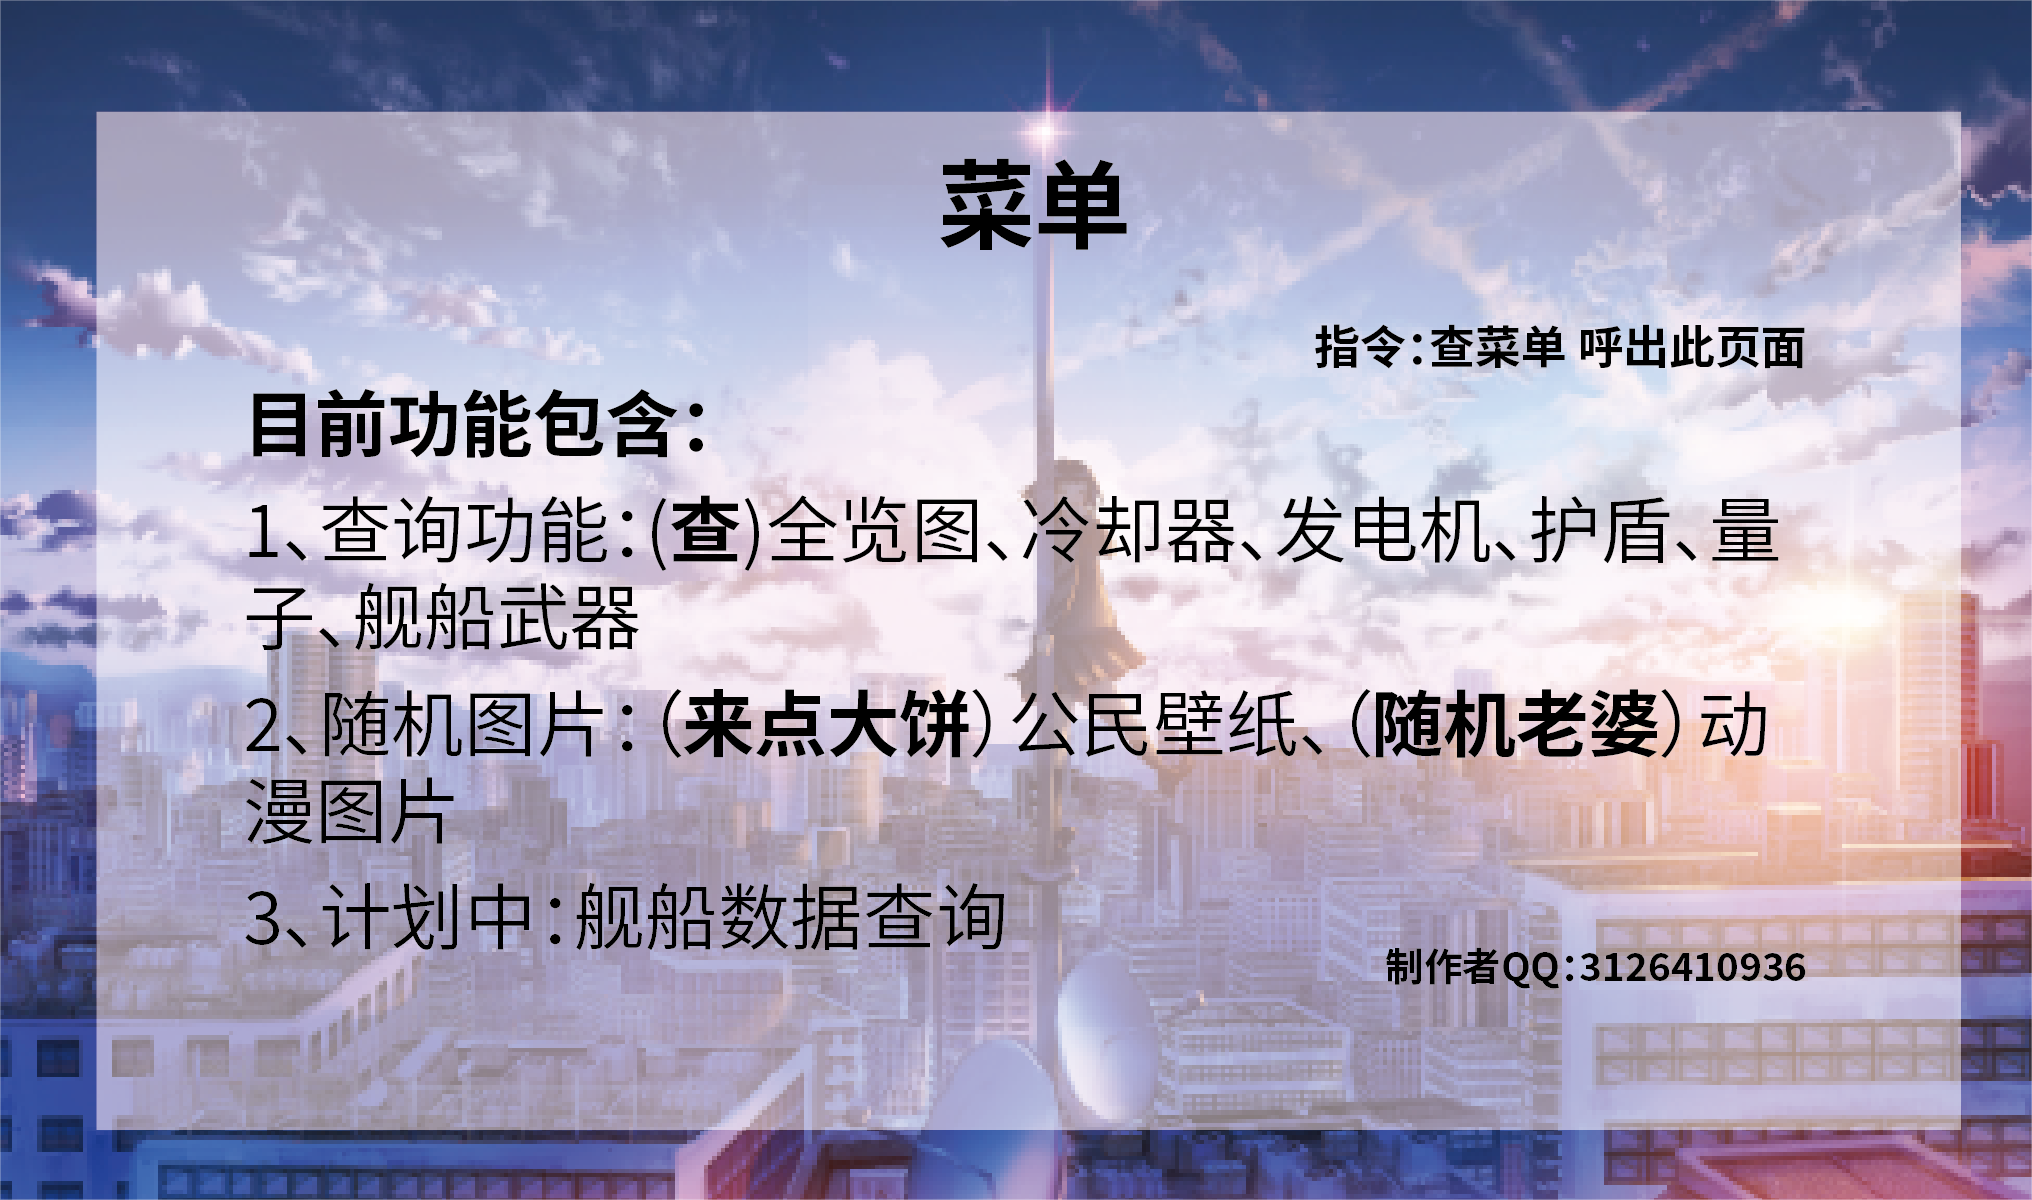 菜单
指令：查菜单 呼出此页面
目前功能包含：
1、查询功能：(查)全览图、冷却器、发电机、护盾、量
子、舰船武器
2、随机图片：（来点大饼）公民壁纸、（随机老婆）动
漫图片
3、计划中：舰船数据查询
制作者QQ：3126410936